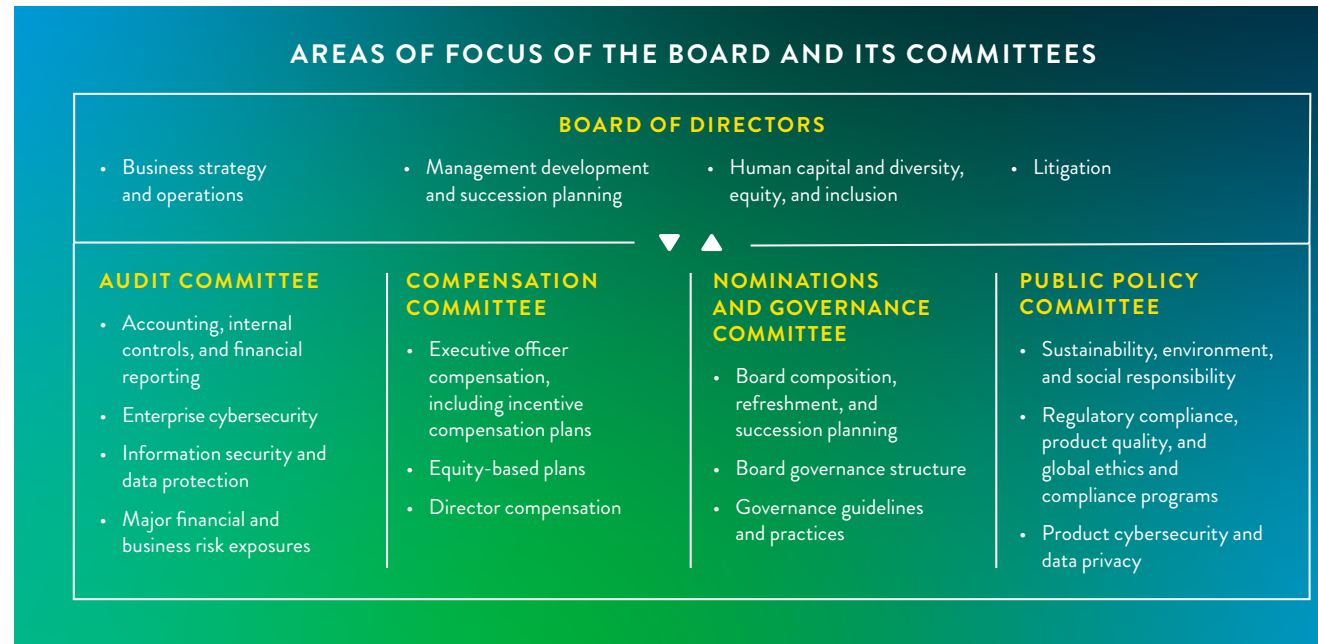 AREAS OF FOCUS OF THE BOARD AND ITS COMMITTEES
BOARD OF DIRECTORS
• Business strategy
and operations
• Management development
and succession planning
• Human capital and diversity,
equity, and inclusion
• Litigation
AUDIT COMMITTEE
• Accounting, internal
controls, and financial
reporting
• Enterprise cybersecurity
• Information security and
data protection
• Major financial and
business risk exposures
COMPENSATION
COMMITTEE
• Executive officer
compensation,
including incentive
compensation plans
• Equity-based plans
• Director compensation
NOMINATIONS
AND GOVERNANCE
COMMITTEE
• Board composition,
refreshment, and
succession planning
• Board governance structure
• Governance guidelines
and practices
PUBLIC POLICY
COMMITTEE
• Sustainability, environment,
and social responsibility
• Regulatory compliance,
product quality, and
global ethics and
compliance programs
• Product cybersecurity and
data privacy